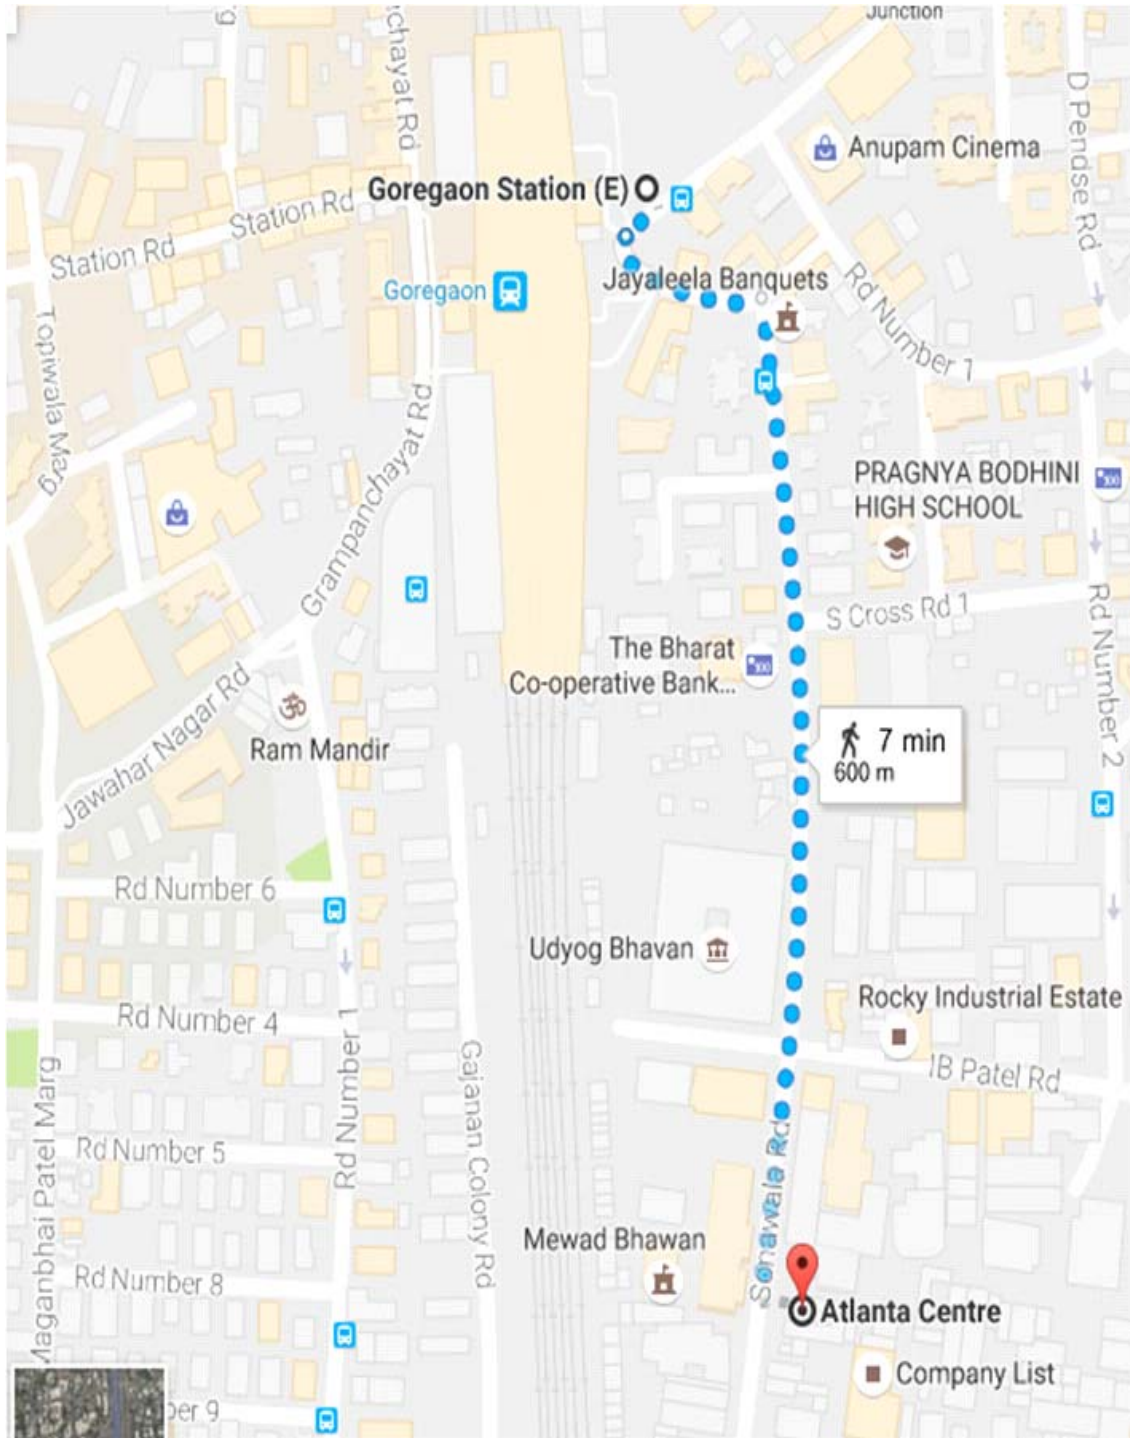 Junction
rg
chayat Rd
D Pendse Rd
Anupam Cinema
Goregaon Station (E)
Station Rd
Station Rd
Goregaon
Jayaleela Banquets
Rd Number 1
Topiwala Marg
Grampanchayat Rd
PRAGNYA BODHINI
HIGH SCHOOL
S Cross Rd 1
Rd Number 2
The Bharat
Co-operative Bank...
Jawahar Nagar Rd
Ram Mandir
7 min
600 m
Rd Number 6
Udyog Bhavan
Rocky Industrial Estate
Rd Number 4
IB Patel Rd
Rd Number 1
Gajanan Colony Rd
Maganbhai Patel Marg
Rd Number 5
Sonawala Rd
Mewad Bhawan
Rd Number 8
Atlanta Centre
Company List
ber 9